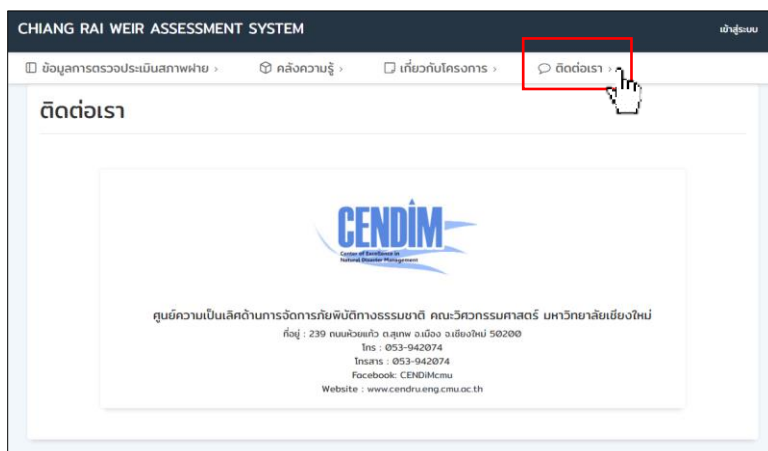 CHIANG RAI WEIR ASSESSMENT SYSTEM เข้าสู่ระบบ
ข้อมูลการตรวจประเมินสภาพฝาย › คลังความรู้ › เกี่ยวกับโครงการ › ติดต่อเรา ›
ติดต่อเรา
CENDiM
Center of Excellence in
Natural Disaster Management
ศูนย์ความเป็นเลิศด้านการจัดการภัยพิบัติทางธรรมชาติ คณะวิศวกรรมศาสตร์ มหาวิทยาลัยเชียงใหม่
ที่อยู่ : 239 ถนนห้วยแก้ว ต.สุเทพ อ.เมือง จ.เชียงใหม่ 50200
โทร : 053-942074
โทรสาร : 053-942074
Facebook: CENDiMcmu
Website : www.cendru.eng.cmu.ac.th